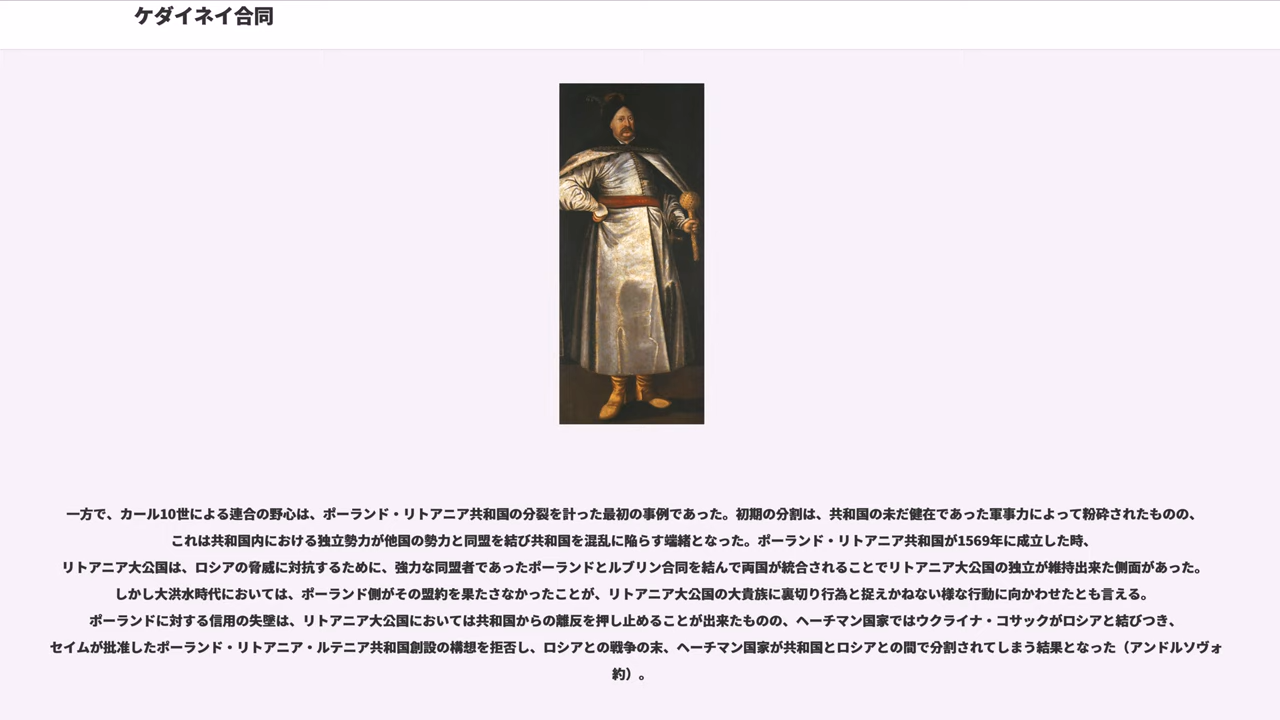 ケダイネイ合同
一方で、カール10世による連合の野心は、ポーランド・リトアニア共和国の分裂を計った最初の事例であった。初期の分割は、共和国の未だ健在であった軍事力によって粉砕されたものの、
これは共和国内における独立勢力が他国の勢力と同盟を結び共和国を混乱に陥らす端緒となった。ポーランド・リトアニア共和国が1569年に成立した時、
リトアニア大公国は、ロシアの脅威に対抗するために、強力な同盟者であったポーランドとルブリン合同を結んで両国が統合されることでリトアニア大公国の独立が維持出来た側面があった。
しかし大洪水時代においては、ポーランド側がその盟約を果たさなかったことが、リトアニア大公国の大貴族に裏切り行為と捉えかねない様な行動に向かわせたとも言える。
ポーランドに対する信用の失墜は、リトアニア大公国においては共和国からの離反を押し止めることが出来たものの、ヘーチマン国家ではウクライナ・コサックがロシアと結びつき、
セイムが批准したポーランド・リトアニア・ルテニア共和国創設の構想を拒否し、ロシアとの戦争の末、ヘーチマン国家が共和国とロシアとの間で分割されてしまう結果となった（アンドルソヴォ
約）。